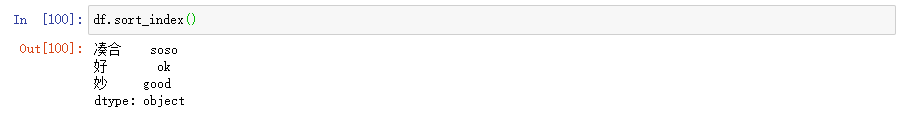 In [100]: df.sort_index()
Out[100]: 凑合 soso
好 ok
妙 good
dtype: object